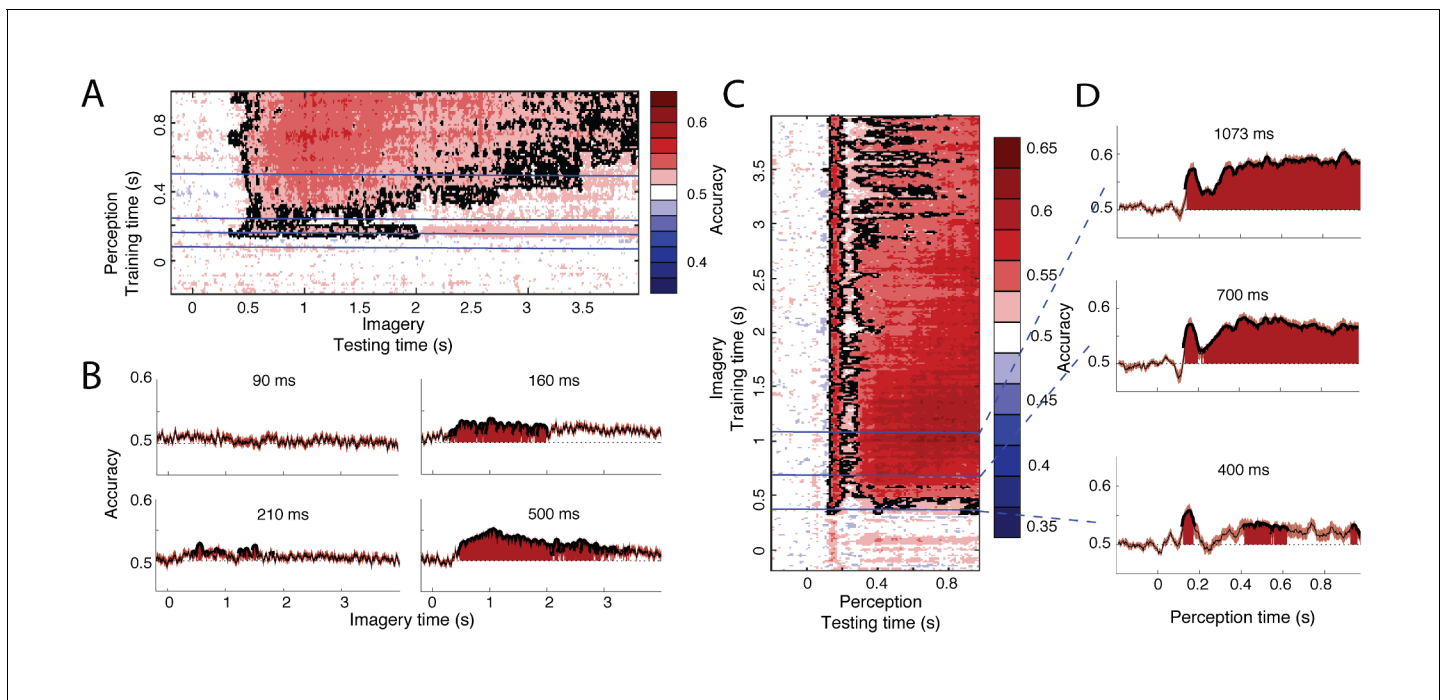 A
0.8
0.4
0
Perception
Training time (s)
0
0.5
1
1.5
2
2.5
3
3.5
Imagery
Testing time (s)
0.6
0.5
0.4
Accuracy
B
0.6
0.5
90 ms
160 ms
0.6
0.5
210 ms
500 ms
Accuracy
0
1
2
3
0
1
2
3
Imagery time (s)
C
3.5
3
2.5
2
1.5
1
0.5
0
Imagery
Training time (s)
0
0.4
0.8
Perception
Testing time (s)
0.65
0.6
0.55
0.5
0.45
0.4
0.35
Accuracy
D
1073 ms
0.6
0.5
700 ms
0.6
0.5
400 ms
0.6
0.5
0
0.4
0.8
Perception time (s)